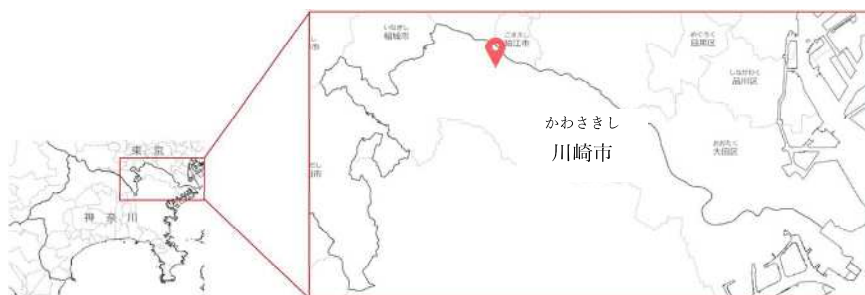 東京
神奈川
いなぎし
稲城市
こまえし
狛江市
めぐろく
目黒区
しながわく
品川区
かわさきし
川崎市
おおたく
大田区